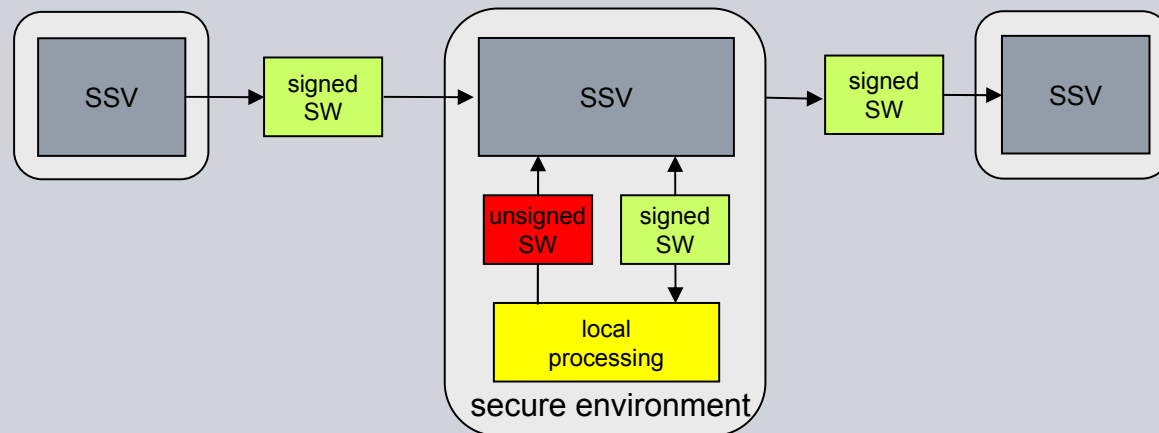 SSV
signed
SW
SSV
signed
SW
SSV
unsigned
SW
signed
SW
local
processing
secure environment